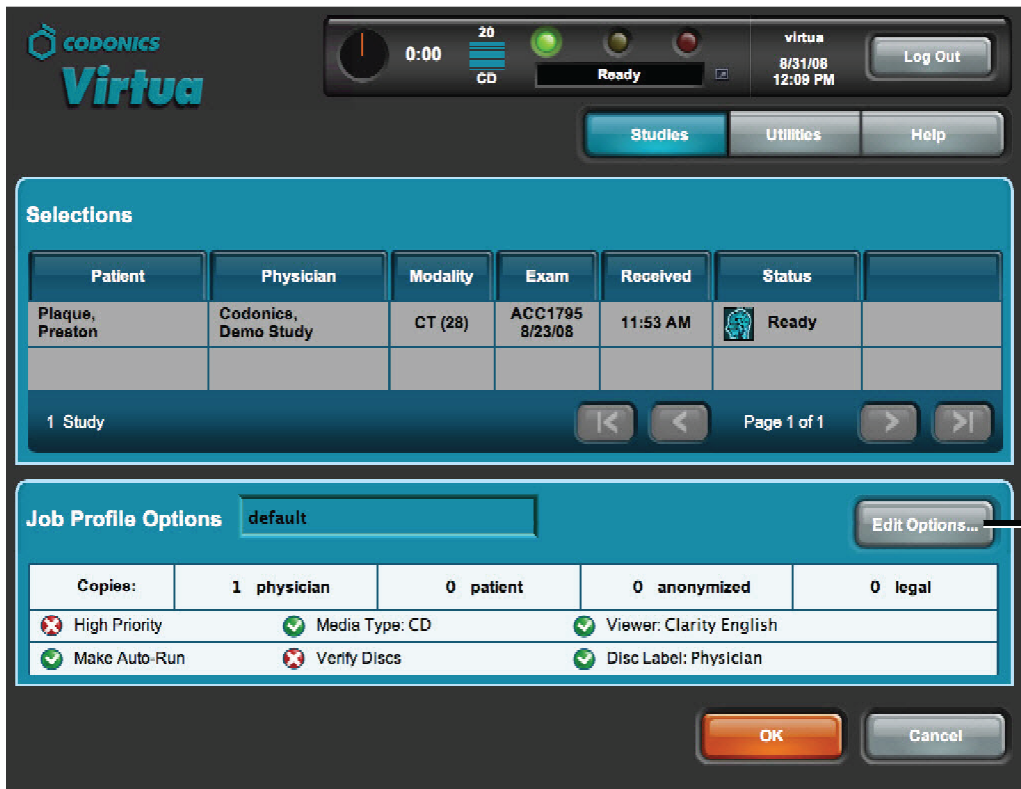 CODONICS
Virtua
0:00
20
CD
Ready
virtua
8/31/08
12:09 PM
Log Out
Studies Utilities Help
Selections
Patient Physician Modality Exam Received Status
Plaque,
Preston
Codonics,
Demo Study
CT (28)
ACC1795
8/23/08
11:53 AM
Ready
1 Study
Page 1 of 1
Job Profile Options default Edit Options...
Copies: 1 physician 0 patient 0 anonymized 0 legal
High Priority Media Type: CD Viewer: Clarity English
Make Auto-Run Verify Discs Disc Label: Physician
OK Cancel